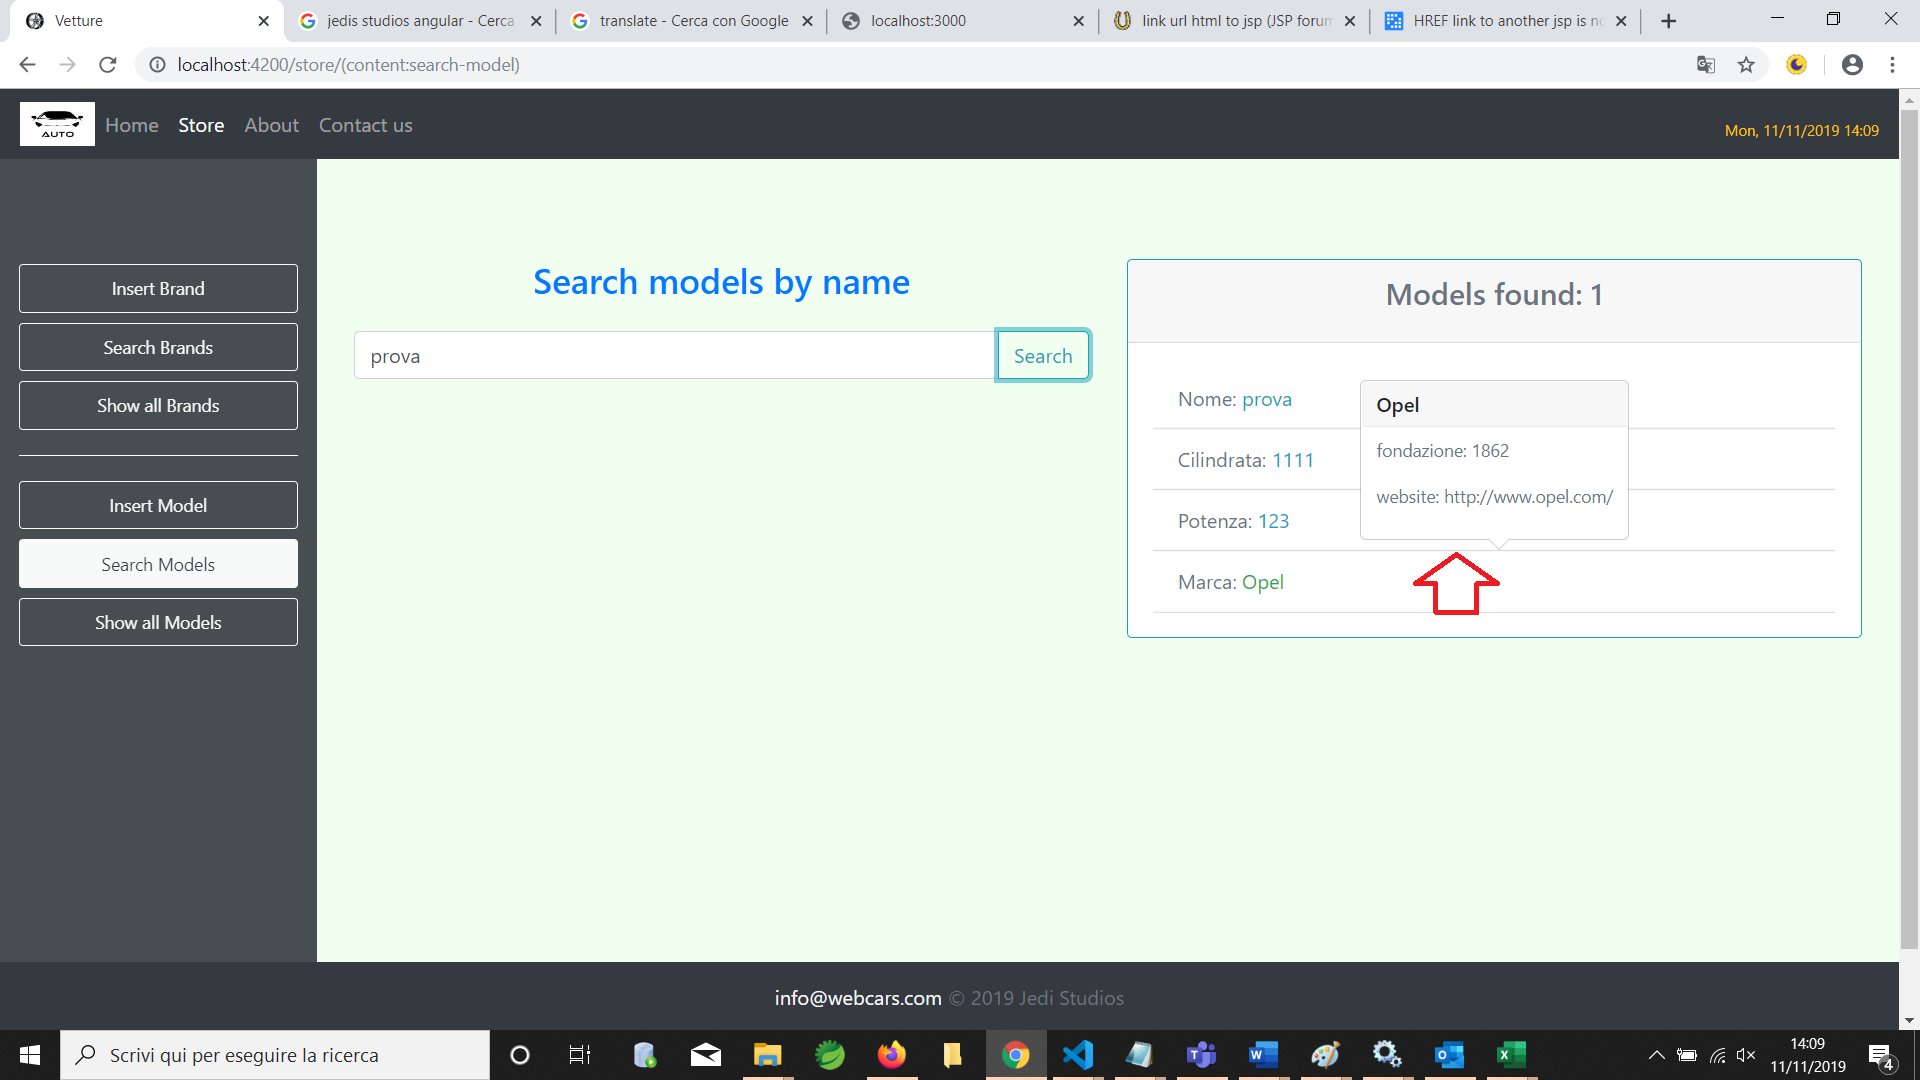 Vetture
jedis studios angular - Cerca
translate - Cerca con Google
localhost:3000
link url html to jsp (JSP forum
HREF link to another jsp is no
localhost:4200/store/(content:search-model)
AUTO
Home
Store
About
Contact us
Mon, 11/11/2019 14:09
Insert Brand
Search Brands
Show all Brands
Insert Model
Search Models
Show all Models
Search models by name
prova
Search
Models found: 1
Nome: prova
Cilindrata: 1111
Potenza: 123
Marca: Opel
Opel
fondazione: 1862
website: http://www.opel.com/
info@webcars.com © 2019 Jedi Studios
Scrivi qui per eseguire la ricerca
14:09
11/11/2019
4